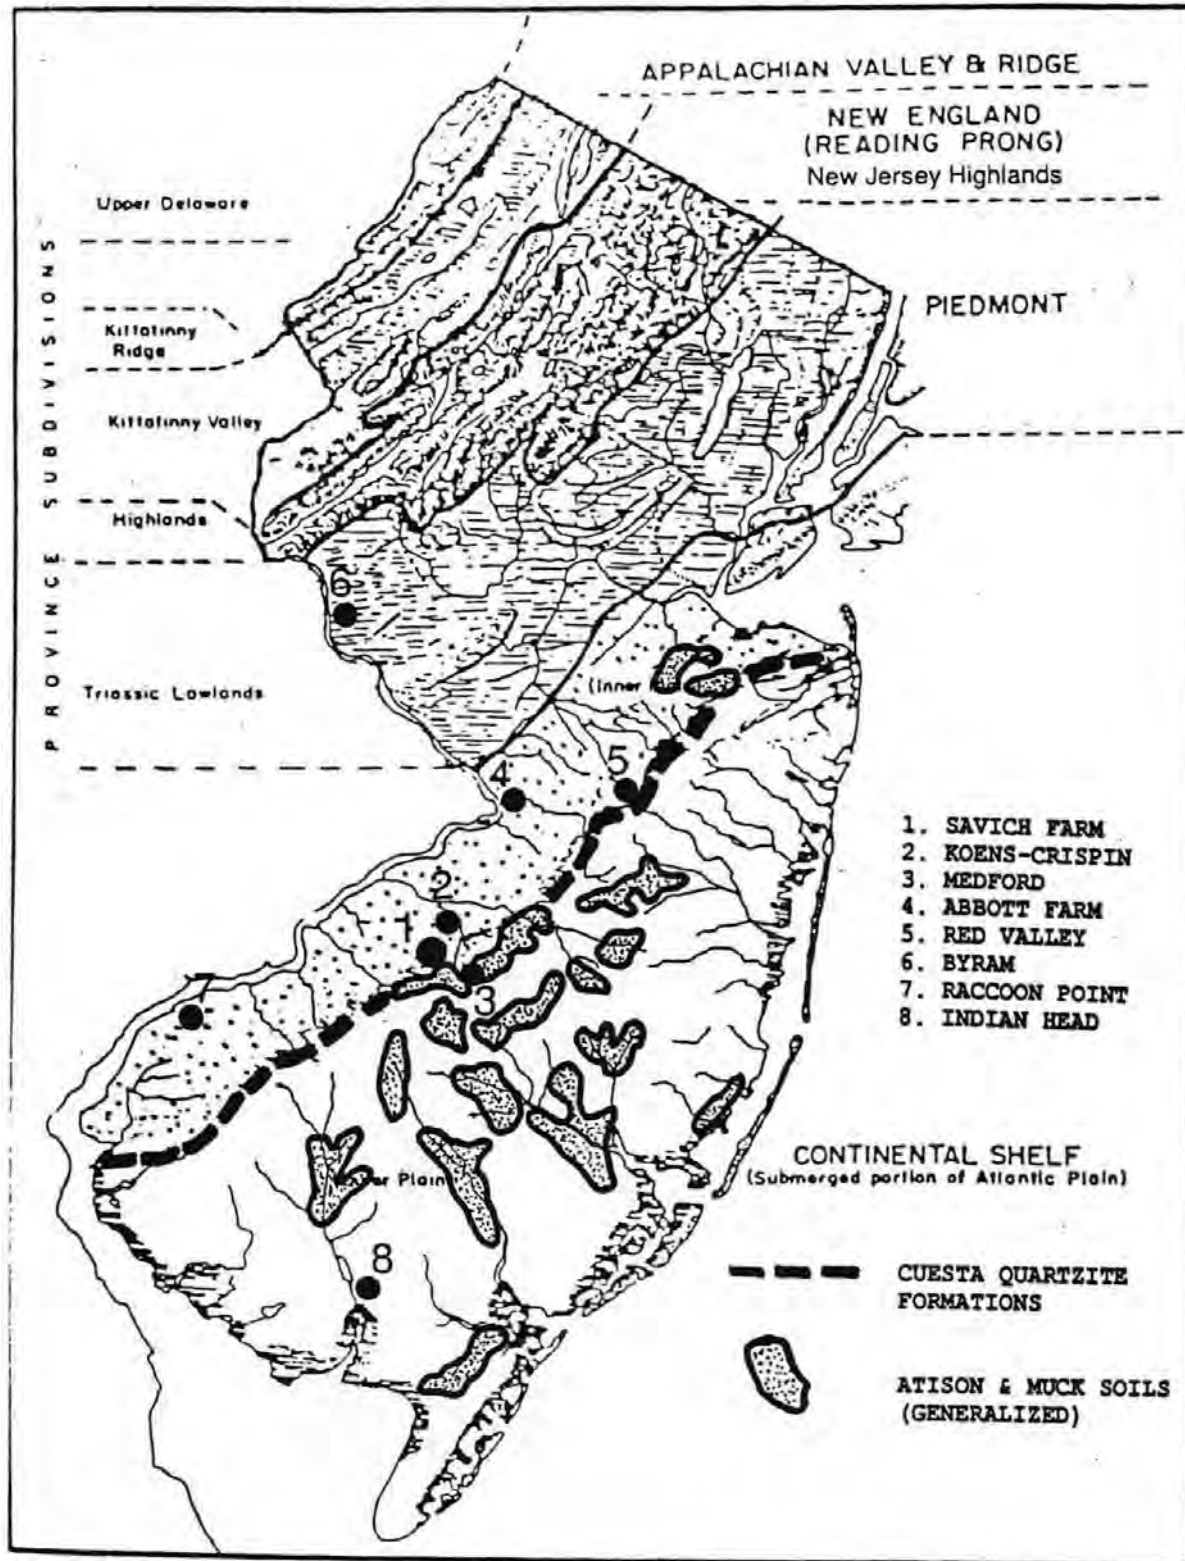 APPALACHIAN VALLEY & RIDGE
NEW ENGLAND
(READING PRONG)
New Jersey Highlands
Upper Delaware
PROVINCE SUBDIVISIONS
Kittatinny
Ridge
PIEDMONT
Kittatinny Valley
Highlands
6
Triassic Lowlands
(Inner
5
4
1. SAVICH FARM
2. KOENS-CRISPIN
3. MEDFORD
4. ABBOTT FARM
5. RED VALLEY
6. BYRAM
7. RACCOON POINT
8. INDIAN HEAD
2
1
3
7
CONTINENTAL SHELF
(Submerged portion of Atlantic Plain)
Plain
8
CUESTA QUARTZITE
FORMATIONS
ATISON & MUCK SOILS
(GENERALIZED)